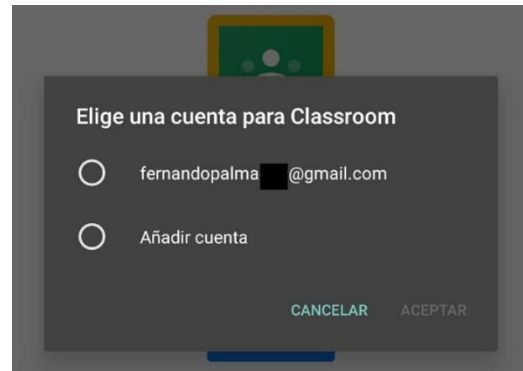 Elige una cuenta para Classroom
fernandopalma @gmail.com
Añadir cuenta
CANCELAR ACEPTAR